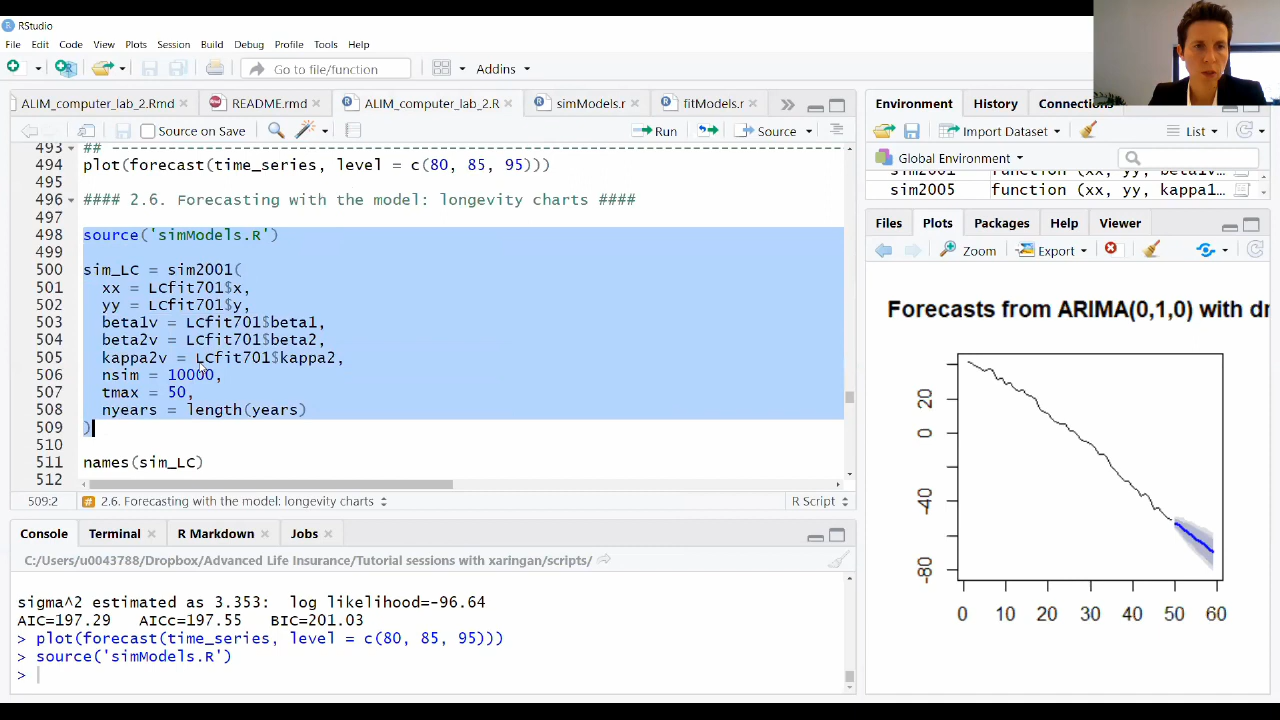 RStudio
File Edit Code View Plots Session Build Debug Profile Tools Help
Go to file/function Addins
ALIM_computer_lab_2.Rmd README.rmd ALIM_computer_lab_2.R simModels.r fitModels.r
Source on Save Run Source
493 ## ----------------------------------------------------------------------
494 plot(forecast(time_series, level = c(80, 85, 95)))
495
496 #### 2.6. Forecasting with the model: longevity charts ####
497
498 source('simModels.R')
499
500 sim_LC = sim2001(
501 xx = LCfit701$x,
502 yy = LCfit701$y,
503 beta1v = LCfit701$beta1,
504 beta2v = LCfit701$beta2,
505 kappa2v = LCfit701$kappa2,
506 nsim = 10000,
507 tmax = 50,
508 nyears = length(years)
509 )
510
511 names(sim_LC)
512
509:2 2.6. Forecasting with the model: longevity charts R Script
Console Terminal R Markdown Jobs
C:/Users/u0043788/Dropbox/Advanced Life Insurance/Tutorial sessions with xaringan/scripts/
sigma^2 estimated as 3.353: log likelihood=-96.64
AIC=197.29 AICc=197.55 BIC=201.03
> plot(forecast(time_series, level = c(80, 85, 95)))
> source('simModels.R')
>
Environment History Connections
Import Dataset List
Global Environment
sim2001 function (xx, yy, beta1v…
sim2005 function (xx, yy, kappa1…
Files Plots Packages Help Viewer
Zoom Export
Forecasts from ARIMA(0,1,0) with dr
20
0
-40
-80
0 10 20 30 40 50 60